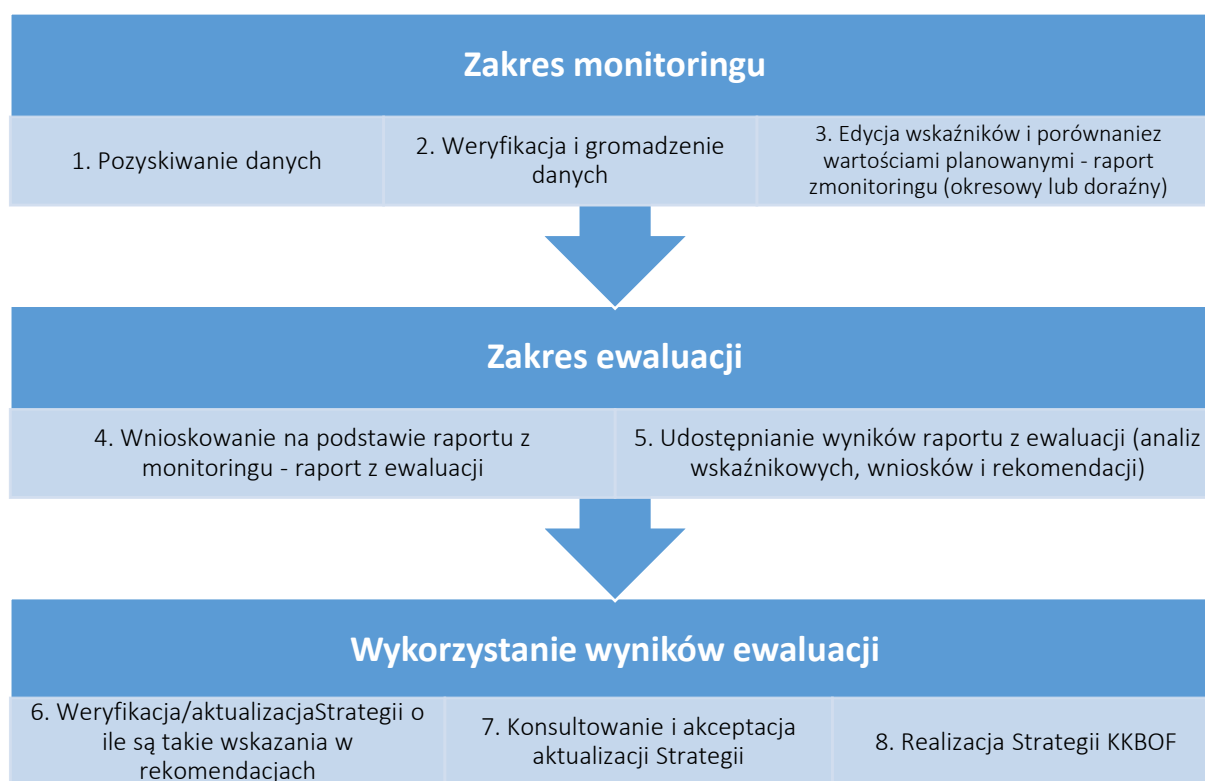 Zakres monitoringu
1. Pozyskiwanie danych
2. Weryfikacja i gromadzenie
danych
3. Edycja wskaźników i porównaniez
wartościami planowanymi - raport
zmonitoringu (okresowy lub doraźny)
Zakres ewaluacji
4. Wnioskowanie na podstawie raportu z
monitoringu - raport z ewaluacji
5. Udostępnianie wyników raportu z ewaluacji (analiz
wskaźnikowych, wniosków i rekomendacji)
Wykorzystanie wyników ewaluacji
6. Weryfikacja/aktualizacjaStrategii o
ile są takie wskazania w
rekomendacjach
7. Konsultowanie i akceptacja
aktualizacji Strategii
8. Realizacja Strategii KKBOF